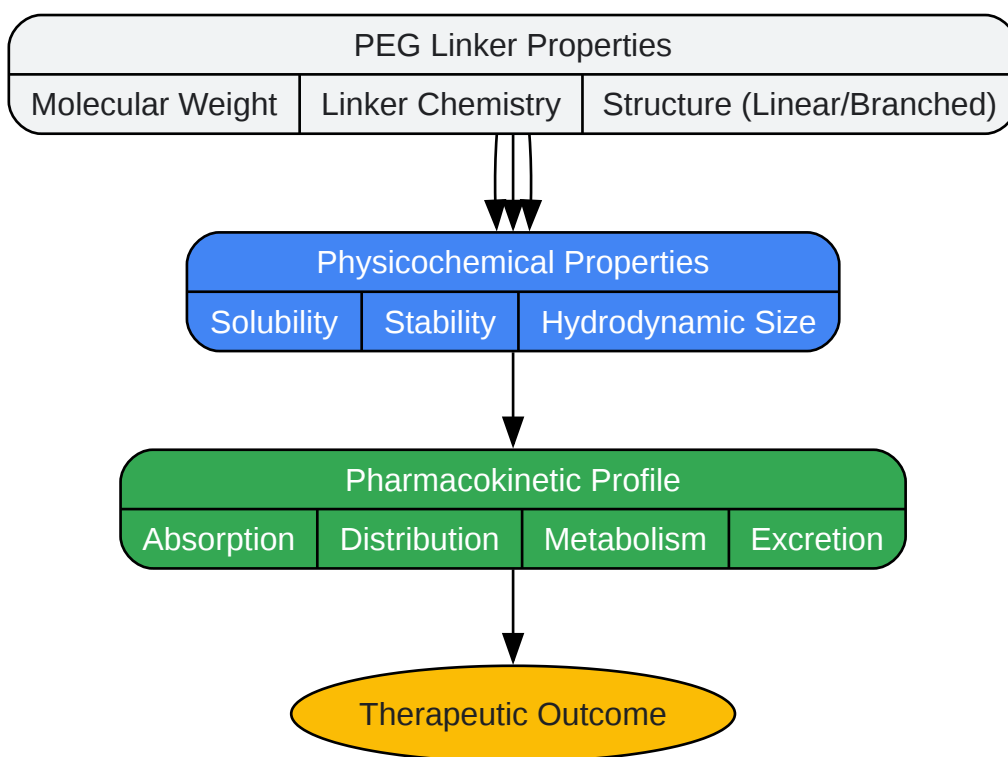 PEG Linker Properties
Molecular Weight Linker Chemistry Structure (Linear/Branched)
Physicochemical Properties
Solubility Stability Hydrodynamic Size
Pharmacokinetic Profile
Absorption Distribution Metabolism Excretion
Therapeutic Outcome